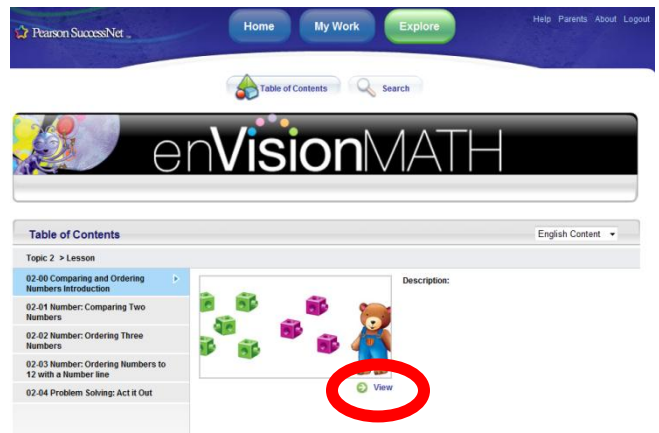 Pearson SuccessNet
Home
My Work
Explore
Help Parents About Logout
Table of Contents
Search
enVisionMATH
Table of Contents
English Content
Topic 2 > Lesson
02-00 Comparing and Ordering
Numbers Introduction
Description:
02-01 Number: Comparing Two
Numbers
02-02 Number: Ordering Three
Numbers
02-03 Number: Ordering Numbers to
12 with a Number line
02-04 Problem Solving: Act it Out
View